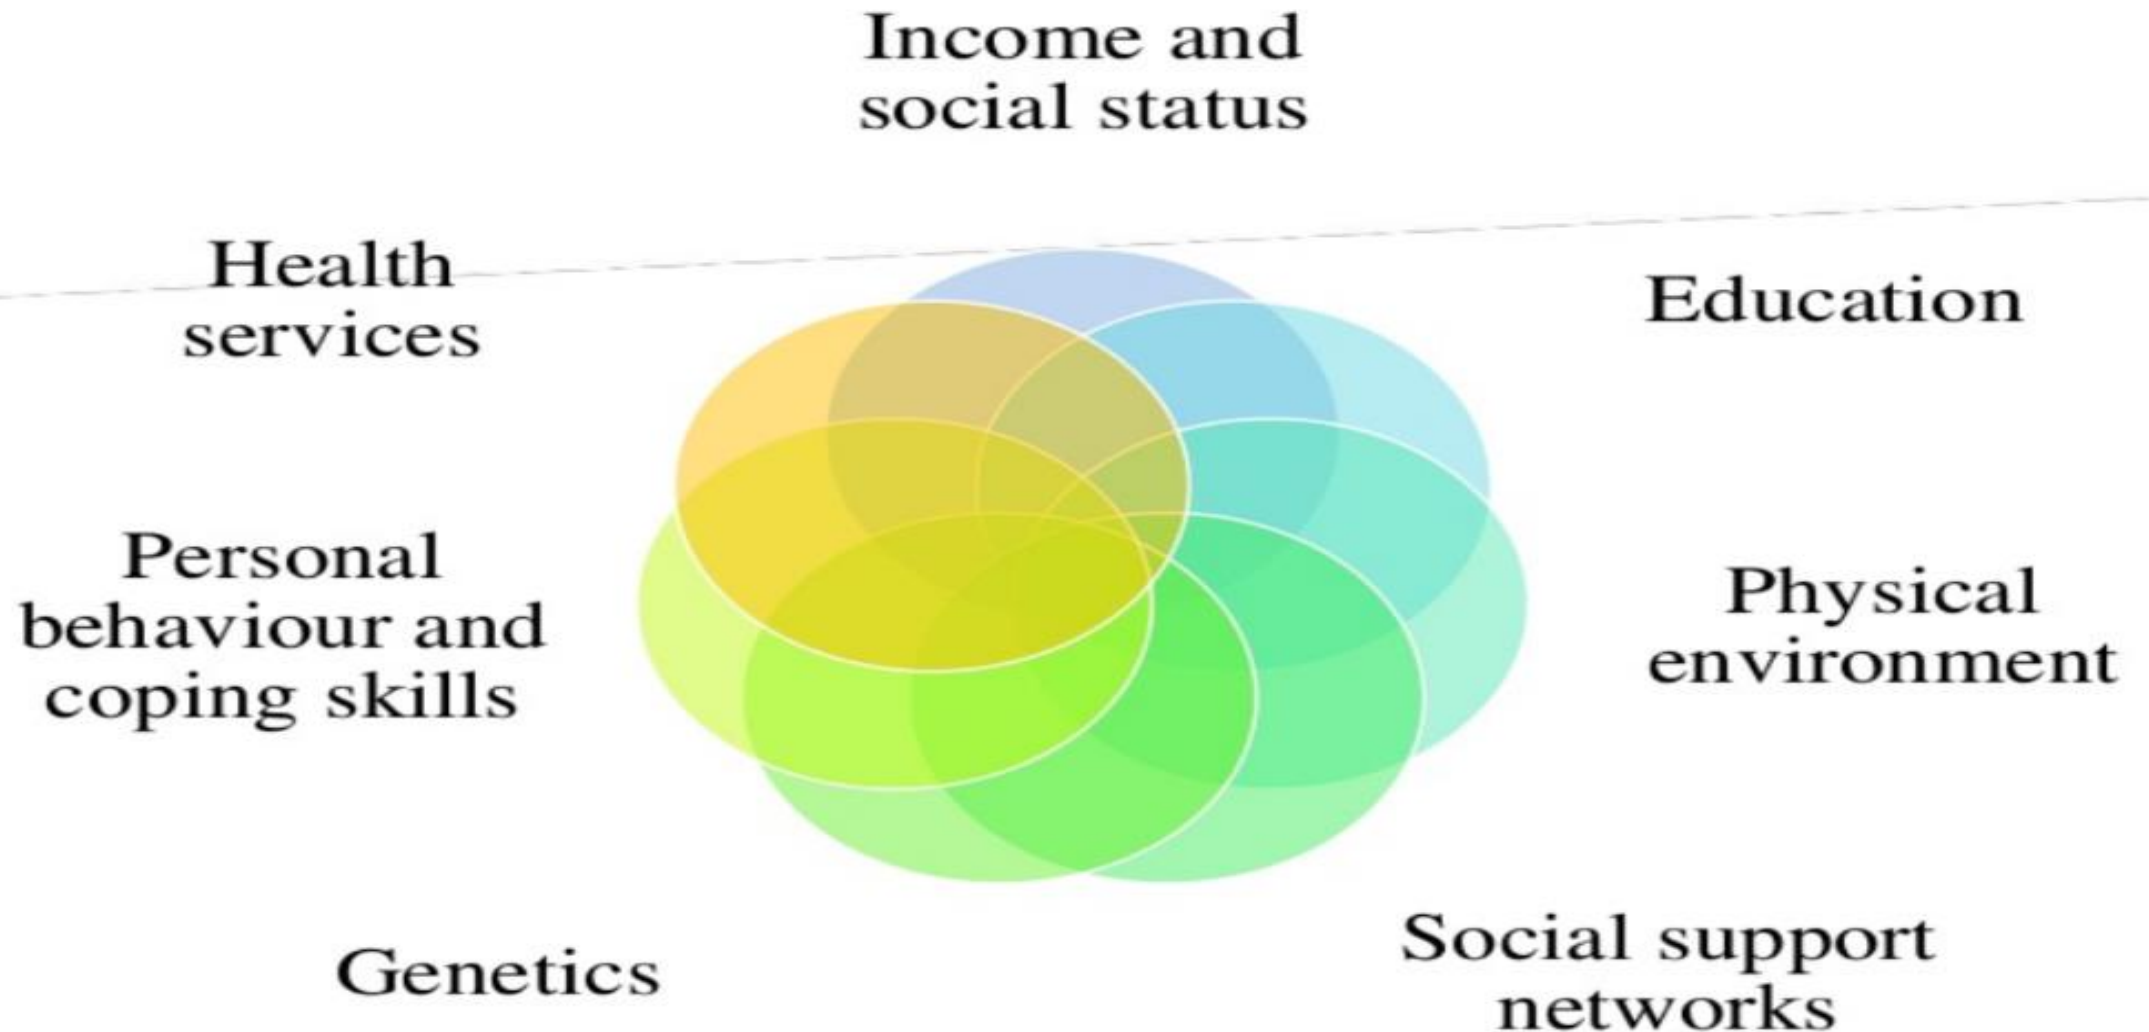 Income and
social status
Health
services
Education
Personal
behaviour and
coping skills
Physical
environment
Genetics
Social support
networks